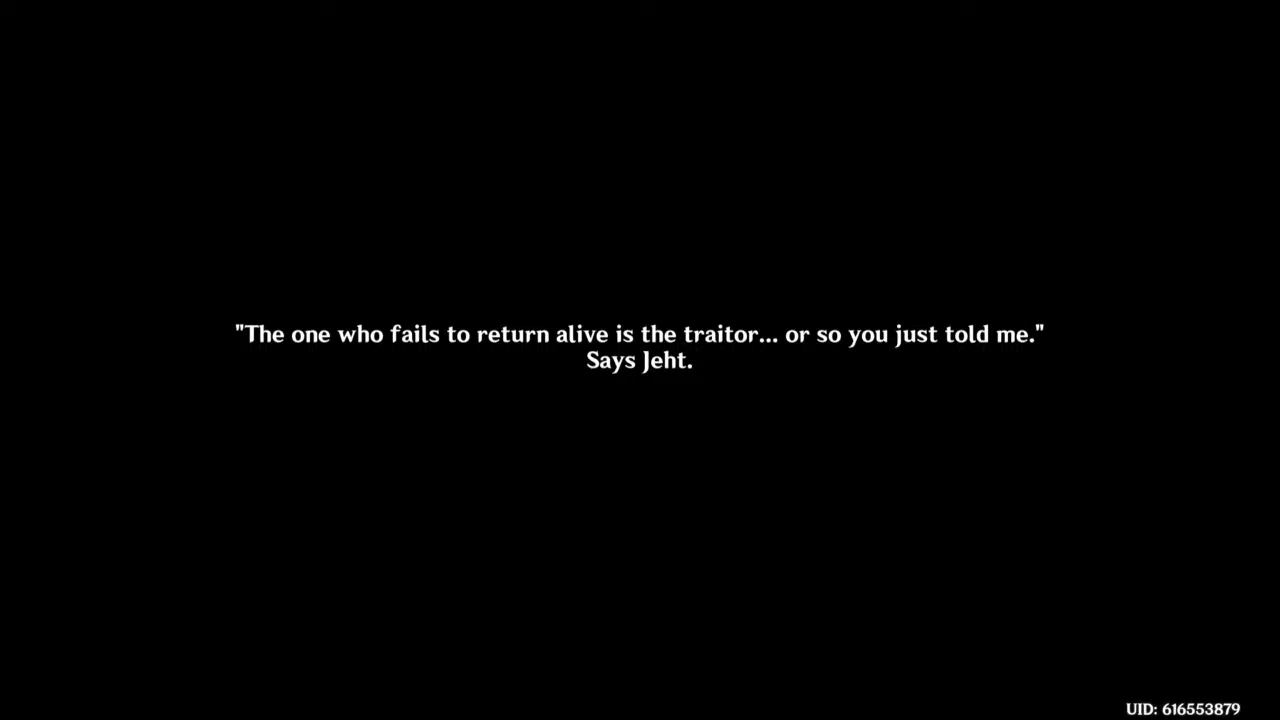 "The one who fails to return alive is the traitor... or so you just told me."
Says Jeht.
UID: 616553879